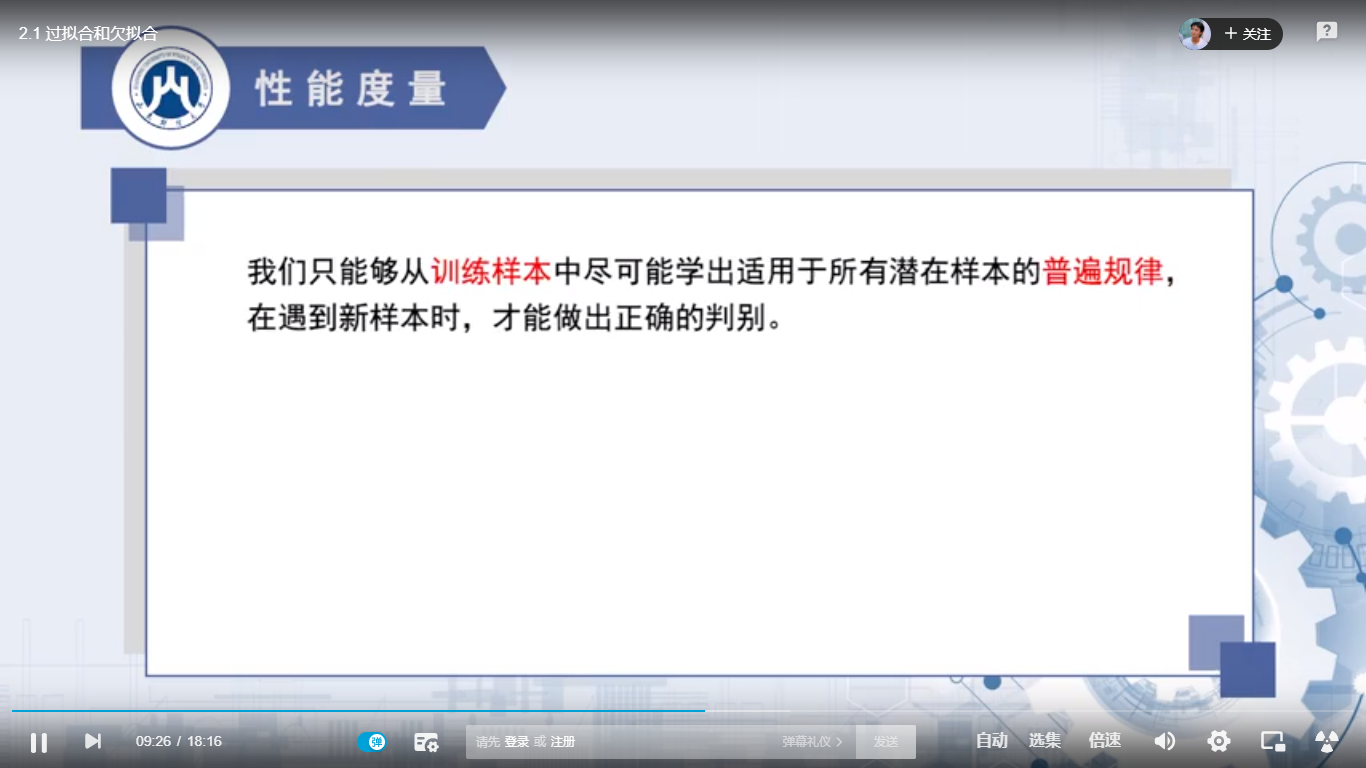 2.1 过拟合和欠拟合
+ 关注
?
性能度量
我们只能够从训练样本中尽可能学出适用于所有潜在样本的普遍规律，
在遇到新样本时，才能做出正确的判别。
09:26 / 18:16
弹
请先 登录 或 注册
弹幕礼仪 >
发送
自动
选集
倍速